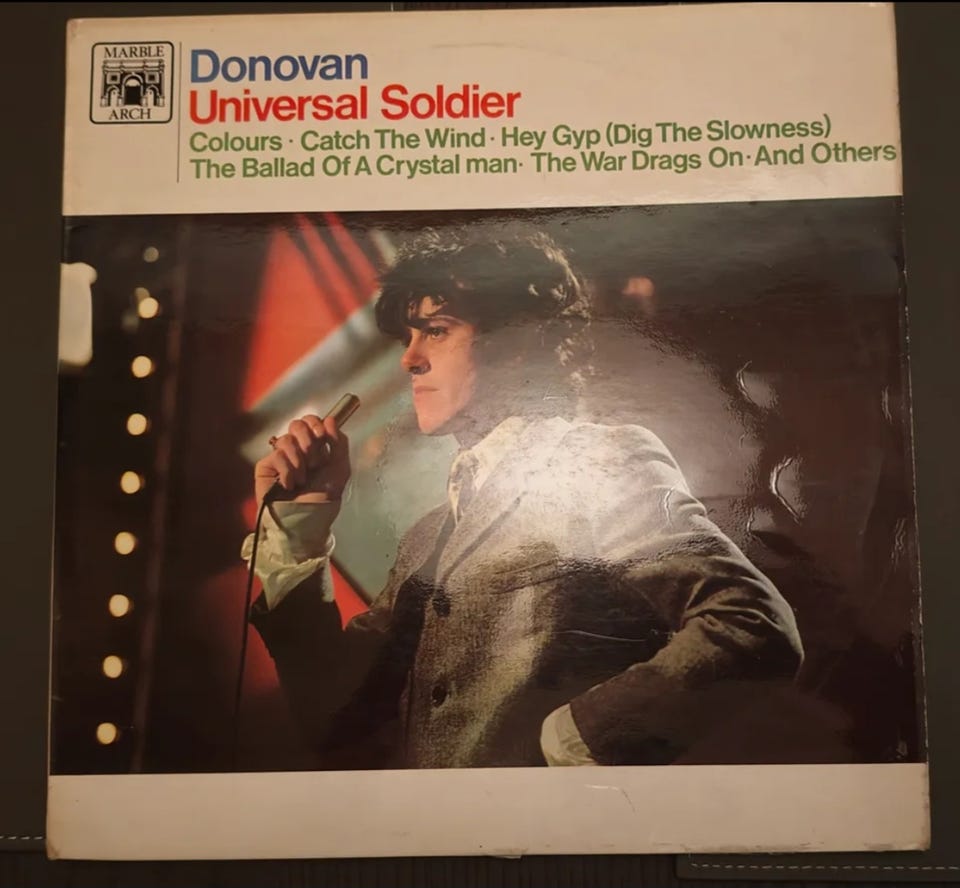 MARBLE
ARCH
Donovan
Universal Soldier
Colours · Catch The Wind · Hey Gyp (Dig The Slowness)
The Ballad Of A Crystal man · The War Drags On · And Others